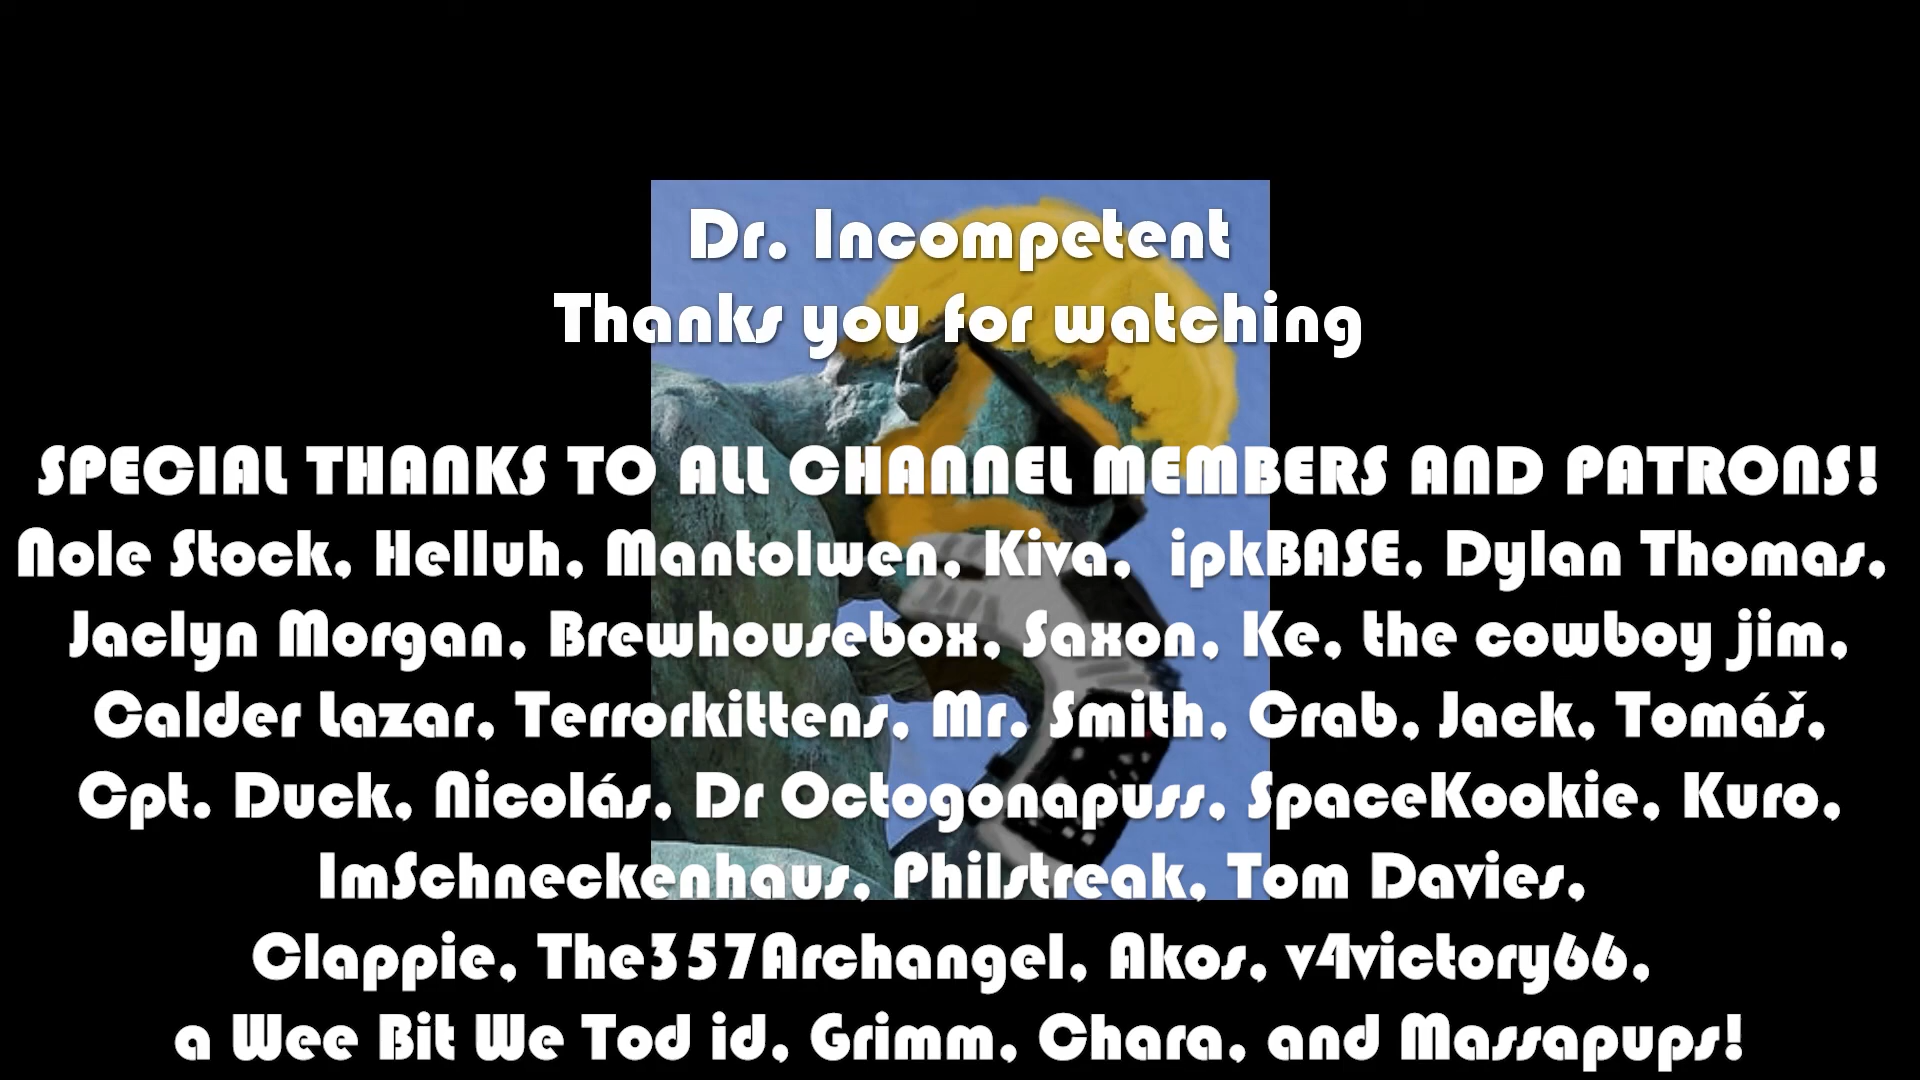 Dr. Incompetent
Thanks you for watching
SPECIAL THANKS TO ALL CHANNEL MEMBERS AND PATRONS!
Nole Stock, Helluh, Mantolwen, Kiva,  ipkBASE, Dylan Thomas,
Jaclyn Morgan, Brewhousebox, Saxon, Ke, the cowboy jim,
Calder Lazar, Terrorkittens, Mr. Smith, Crab, Jack, Tomáš,
Cpt. Duck, Nicolás, Dr Octogonapuss, SpaceKookie, Kuro,
ImSchneckenhaus, Philstreak, Tom Davies,
Clappie, The357Archangel, Akos, v4victory66,
a Wee Bit We Tod id, Grimm, Chara, and Massapups!